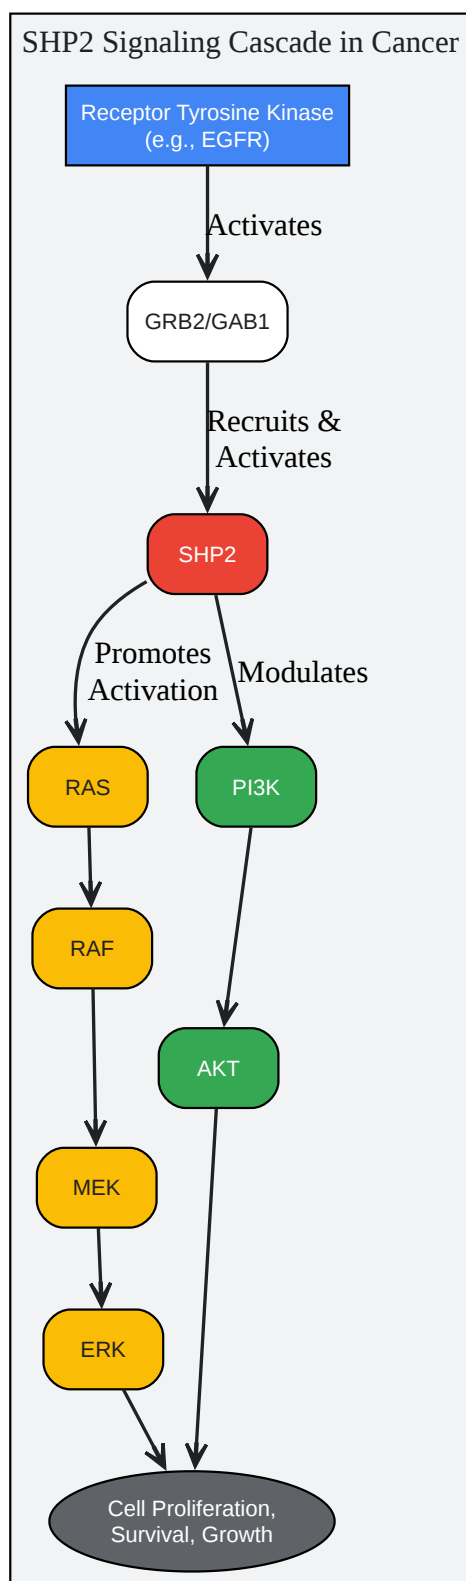 SHP2 Signaling Cascade in Cancer
Receptor Tyrosine Kinase
(e.g., EGFR)
Activates
GRB2/GAB1
Recruits &
Activates
SHP2
Promotes
Activation
Modulates
RAS
PI3K
RAF
AKT
MEK
ERK
Cell Proliferation,
Survival, Growth